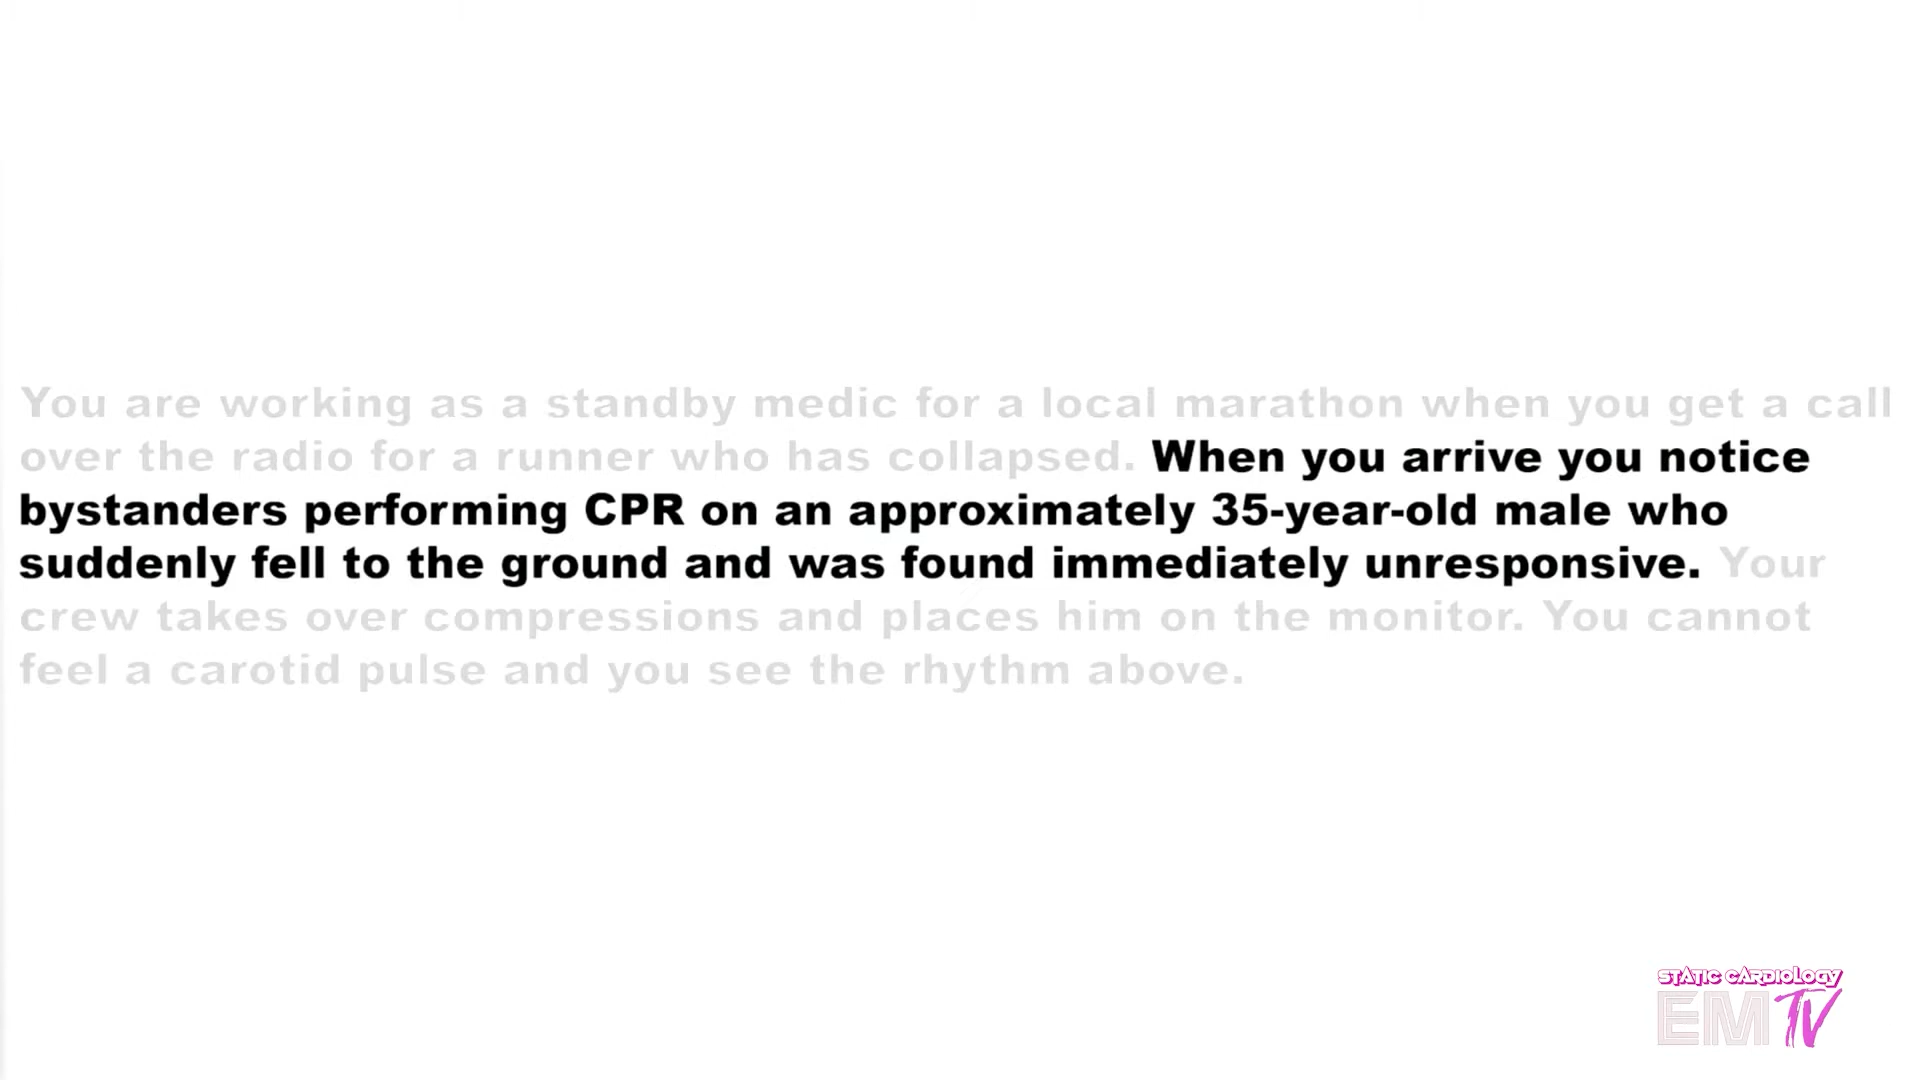 You are working as a standby medic for a local marathon when you get a call
over the radio for a runner who has collapsed. When you arrive you notice
bystanders performing CPR on an approximately 35-year-old male who
suddenly fell to the ground and was found immediately unresponsive. Your
crew takes over compressions and places him on the monitor. You cannot
feel a carotid pulse and you see the rhythm above.
STATIC CARDIOLOGY
EMTV